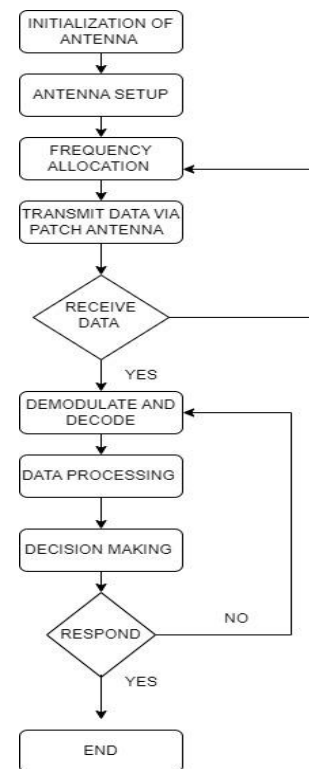 INITIALIZATION OF
ANTENNA
ANTENNA SETUP
FREQUENCY
ALLOCATION
TRANSMIT DATA VIA
PATCH ANTENNA
RECEIVE
DATA
YES
DEMODULATE AND
DECODE
DATA PROCESSING
DECISION MAKING
RESPOND
NO
YES
END